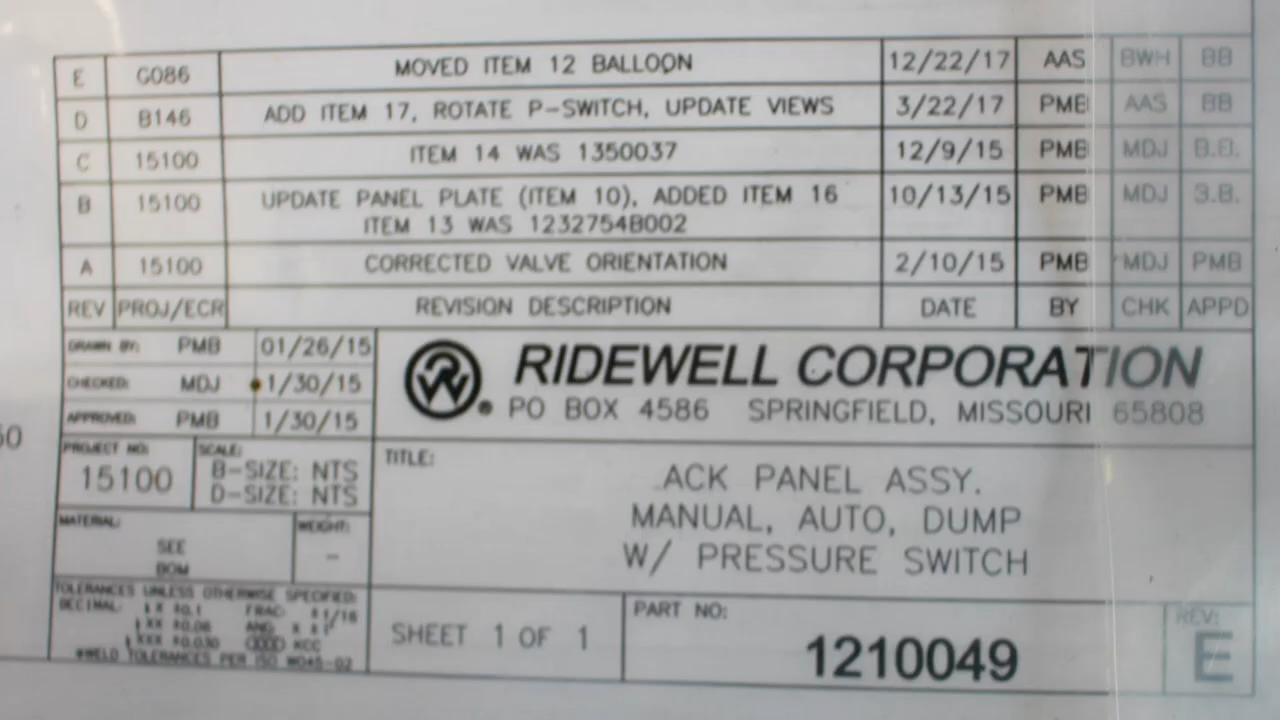 E G086 MOVED ITEM 12 BALLOON 12/22/17 AAS BWH BB
D B146 ADD ITEM 17, ROTATE P-SWITCH, UPDATE VIEWS 3/22/17 PMB AAS BB
C 15100 ITEM 14 WAS 1350037 12/9/15 PMB MDJ B.B.
B 15100 UPDATE PANEL PLATE (ITEM 10), ADDED ITEM 16 10/13/15 PMB MDJ
ITEM 13 WAS 1232754B002
A 15100 CORRECTED VALVE ORIENTATION 2/10/15 PMB MDJ PMB
REV PROJ/ECR REVISION DESCRIPTION DATE BY CHK APPD
DRAWN BY: PMB 01/26/15
CHECKED: MDJ 1/30/15
APPROVED: PMB 1/30/15
RIDEWELL CORPORATION
PO BOX 4586 SPRINGFIELD, MISSOURI 65808
PROJECT NO: 15100
SCALE:
B-SIZE: NTS
D-SIZE: NTS
TITLE:
ACK PANEL ASSY.
MANUAL, AUTO, DUMP
W/ PRESSURE SWITCH
MATERIAL:
SEE
BOM
WEIGHT:
-
TOLERANCES UNLESS OTHERWISE SPECIFIED:
DECIMAL: FRAC: ±1/16
SHEET 1 OF 1
PART NO:
1210049
REV:
E